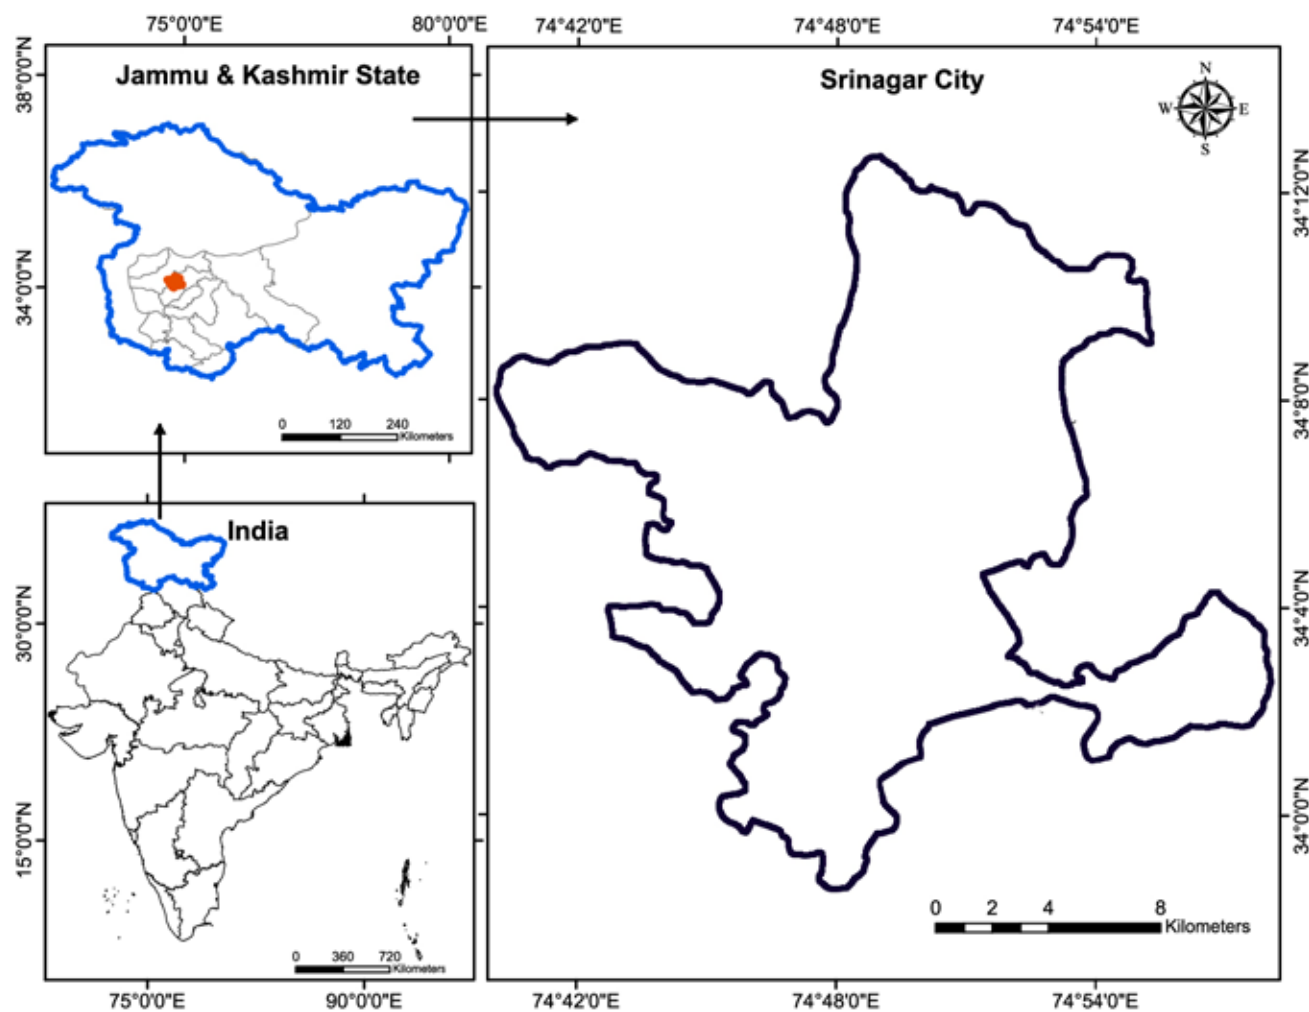 75°0'0"E 80°0'0"E 74°42'0"E 74°48'0"E 74°54'0"E
Jammu & Kashmir State
38°0'0"N
34°0'0"N
0 120 240
Kilometers
India
30°0'0"N
15°0'0"N
0 360 720
Kilometers
75°0'0"E 90°0'0"E
Srinagar City
N
W E
S
34°12'0"N
34°8'0"N
34°4'0"N
34°0'0"N
0 2 4 8
Kilometers
74°42'0"E 74°48'0"E 74°54'0"E